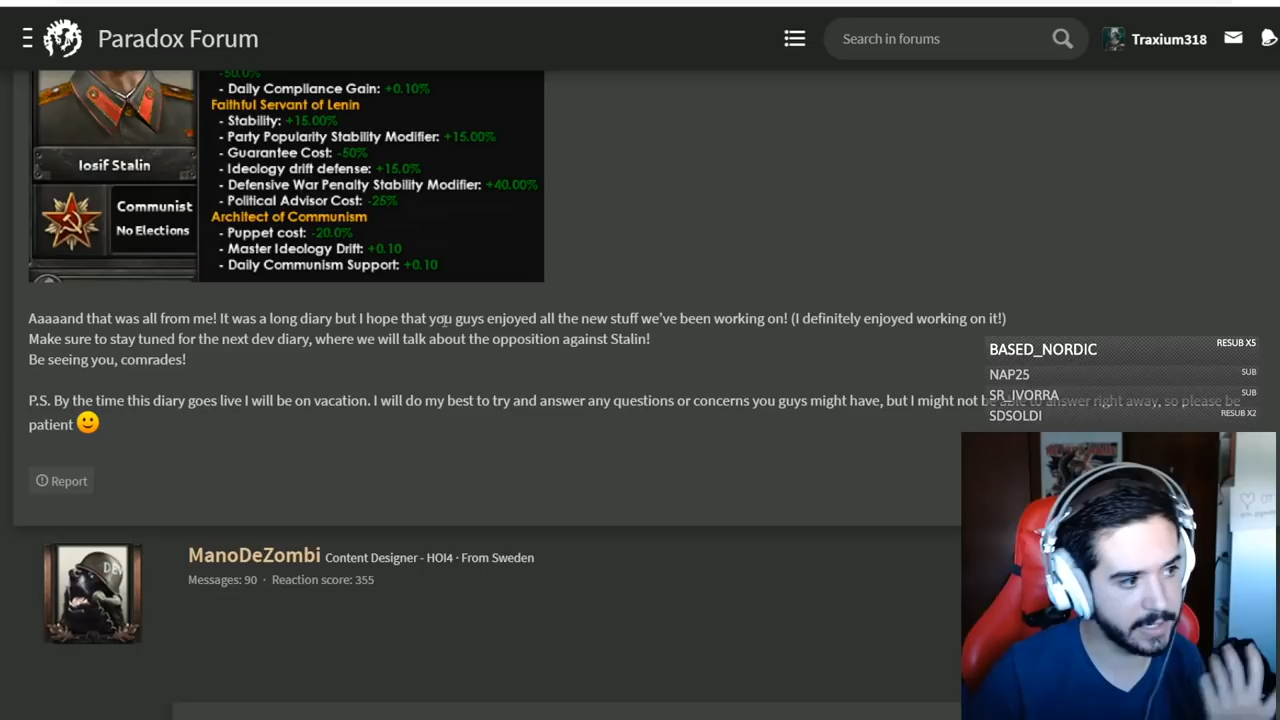 Paradox Forum
Search in forums
Traxium318
-50.0%
- Daily Compliance Gain: +0.10%
Faithful Servant of Lenin
- Stability: +15.00%
- Party Popularity Stability Modifier: +15.00%
- Guarantee Cost: -50%
- Ideology drift defense: +15.0%
- Defensive War Penalty Stability Modifier: +40.00%
- Political Advisor Cost: -25%
Architect of Communism
- Puppet cost: -20.0%
- Master Ideology Drift: +0.10
- Daily Communism Support: +0.10
Iosif Stalin
Communist
No Elections
Aaaaand that was all from me! It was a long diary but I hope that you guys enjoyed all the new stuff we've been working on! (I definitely enjoyed working on it!)
Make sure to stay tuned for the next dev diary, where we will talk about the opposition against Stalin!
Be seeing you, comrades!
P.S. By the time this diary goes live I will be on vacation. I will do my best to try and answer any questions or concerns you guys might have, but I might not be able to answer right away, so please be
patient
BASED_NORDIC RESUB X5
NAP25 SUB
SR_IVORRA SUB
SDSOLDI RESUB X2
Report
ManoDeZombi Content Designer - HOI4 · From Sweden
Messages: 90 · Reaction score: 355